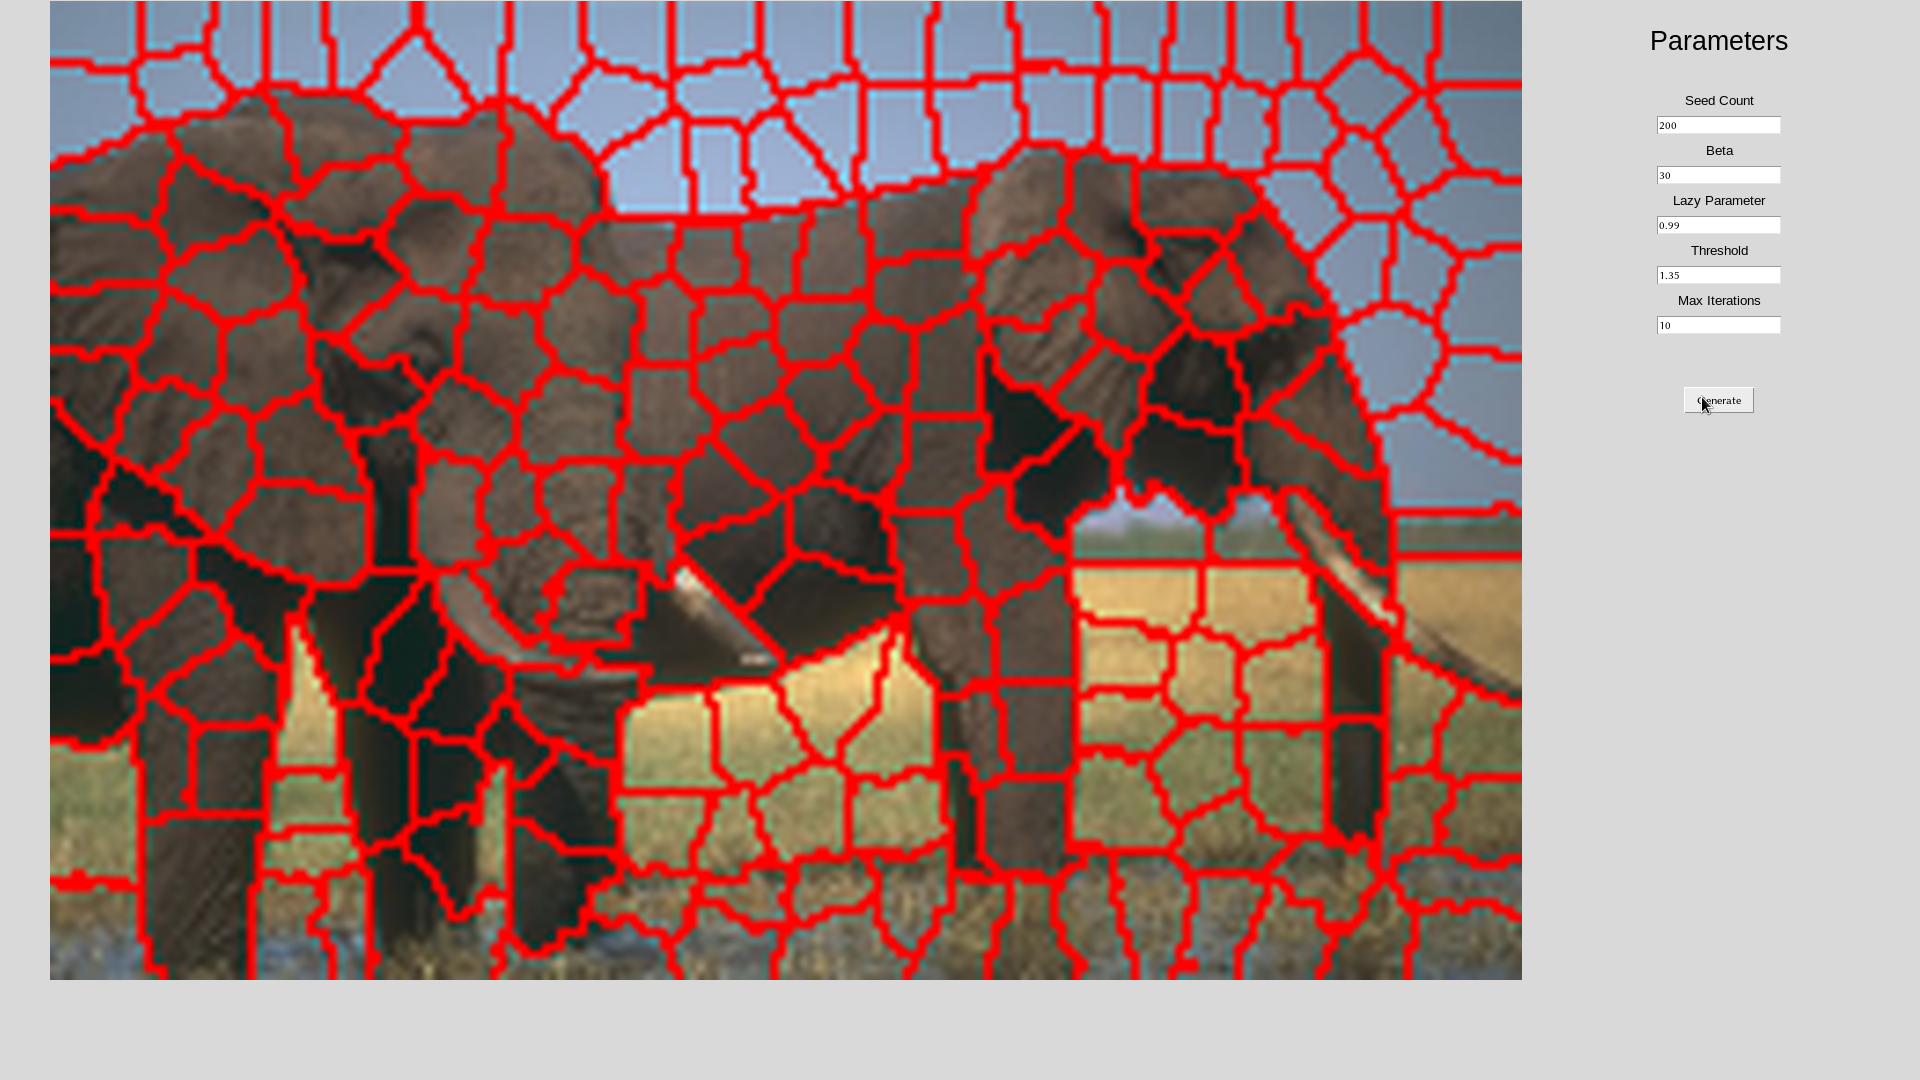 Parameters
Seed Count
200
Beta
30
Lazy Parameter
0.99
Threshold
1.35
Max Iterations
10
Generate